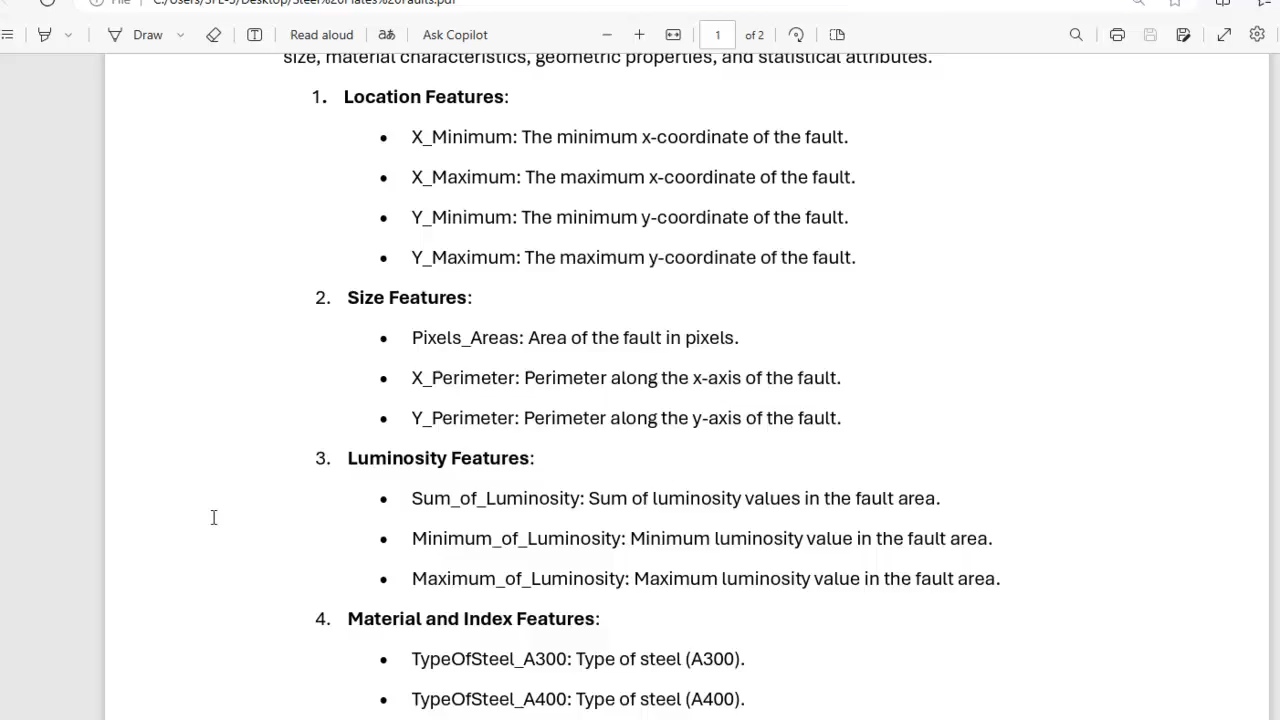 File
Draw
Read aloud
Ask Copilot
1 of 2
size, material characteristics, geometric properties, and statistical attributes.
1. Location Features:
• X_Minimum: The minimum x-coordinate of the fault.
• X_Maximum: The maximum x-coordinate of the fault.
• Y_Minimum: The minimum y-coordinate of the fault.
• Y_Maximum: The maximum y-coordinate of the fault.
2. Size Features:
• Pixels_Areas: Area of the fault in pixels.
• X_Perimeter: Perimeter along the x-axis of the fault.
• Y_Perimeter: Perimeter along the y-axis of the fault.
3. Luminosity Features:
• Sum_of_Luminosity: Sum of luminosity values in the fault area.
• Minimum_of_Luminosity: Minimum luminosity value in the fault area.
• Maximum_of_Luminosity: Maximum luminosity value in the fault area.
4. Material and Index Features:
• TypeOfSteel_A300: Type of steel (A300).
• TypeOfSteel_A400: Type of steel (A400).